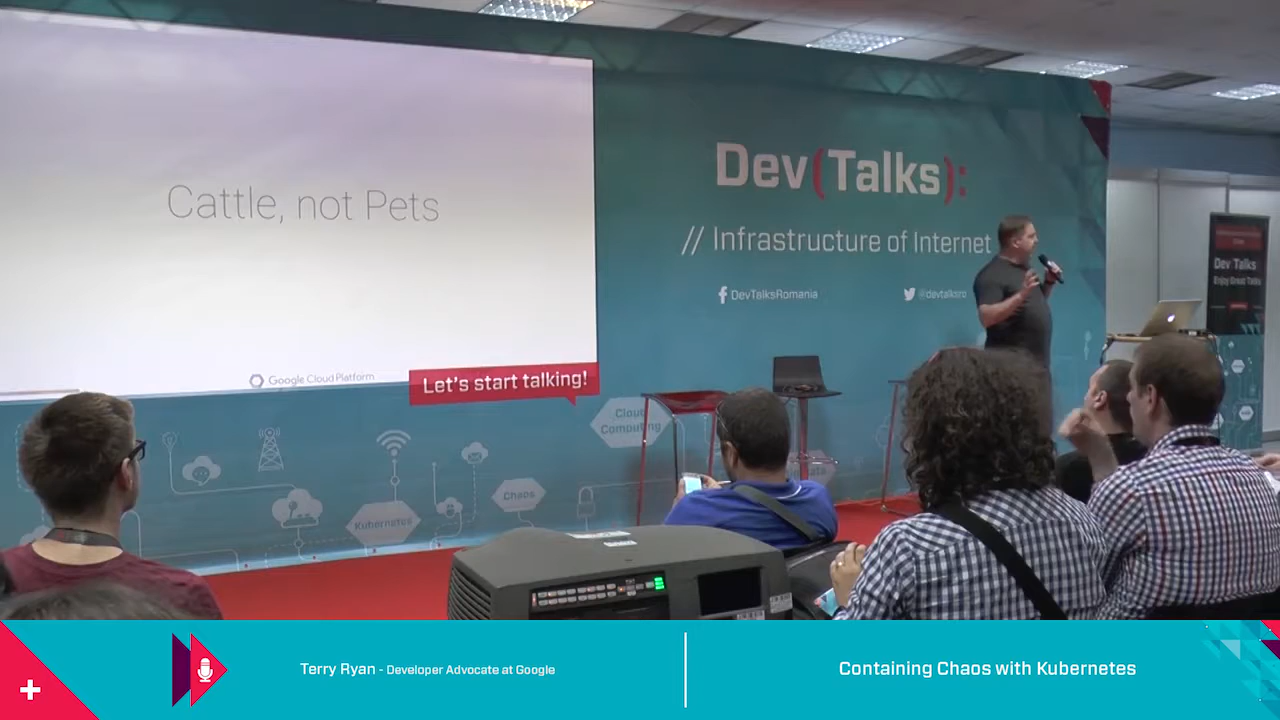 Cattle, not Pets
Google Cloud Platform
Let's start talking!
Dev(Talks):
// Infrastructure of Internet
DevTalksRomania
@devtalksro
Dev Talks
Enjoy Great Talks
Cloud
Computing
Chaos
Kubernetes
Terry Ryan - Developer Advocate at Google
Containing Chaos with Kubernetes